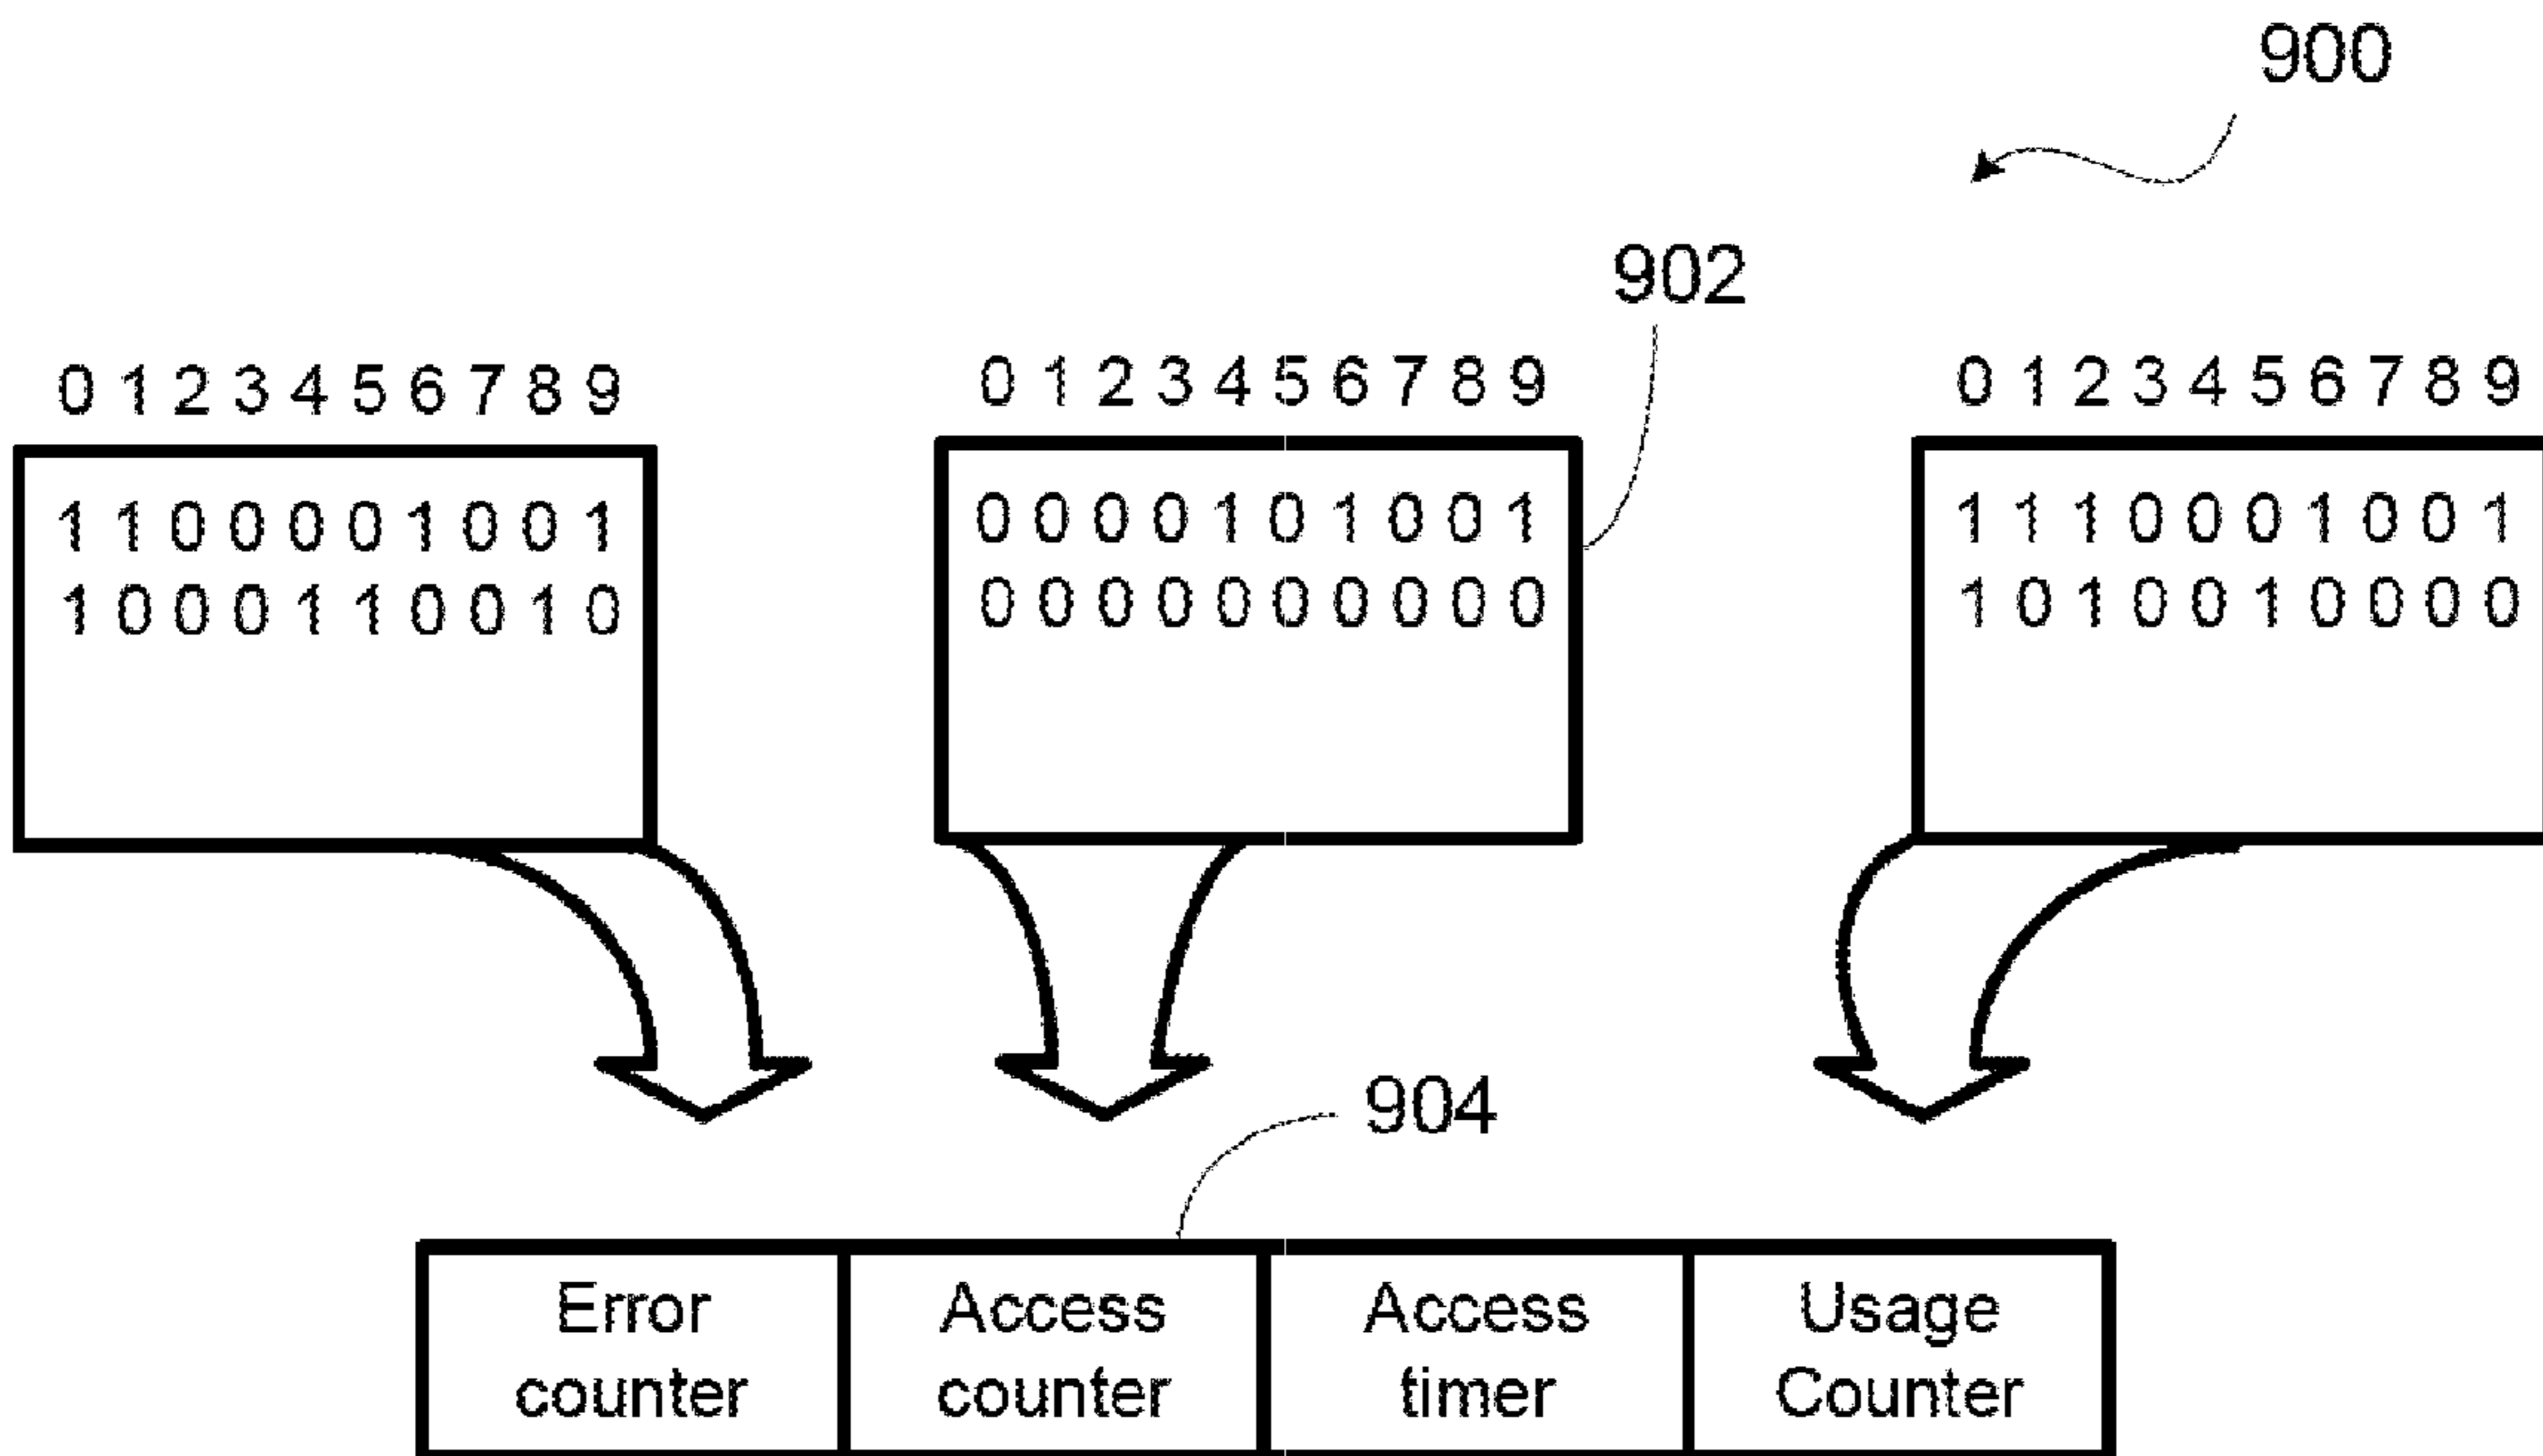 900
902
0 1 2 3 4 5 6 7 8 9
1 1 0 0 0 0 1 0 0 1
1 0 0 0 1 1 0 0 1 0
0 1 2 3 4 5 6 7 8 9
0 0 0 0 1 0 1 0 0 1
0 0 0 0 0 0 0 0 0 0
0 1 2 3 4 5 6 7 8 9
1 1 1 0 0 0 1 0 0 1
1 0 1 0 0 1 0 0 0 0
904
Error
counter
Access
counter
Access
timer
Usage
Counter